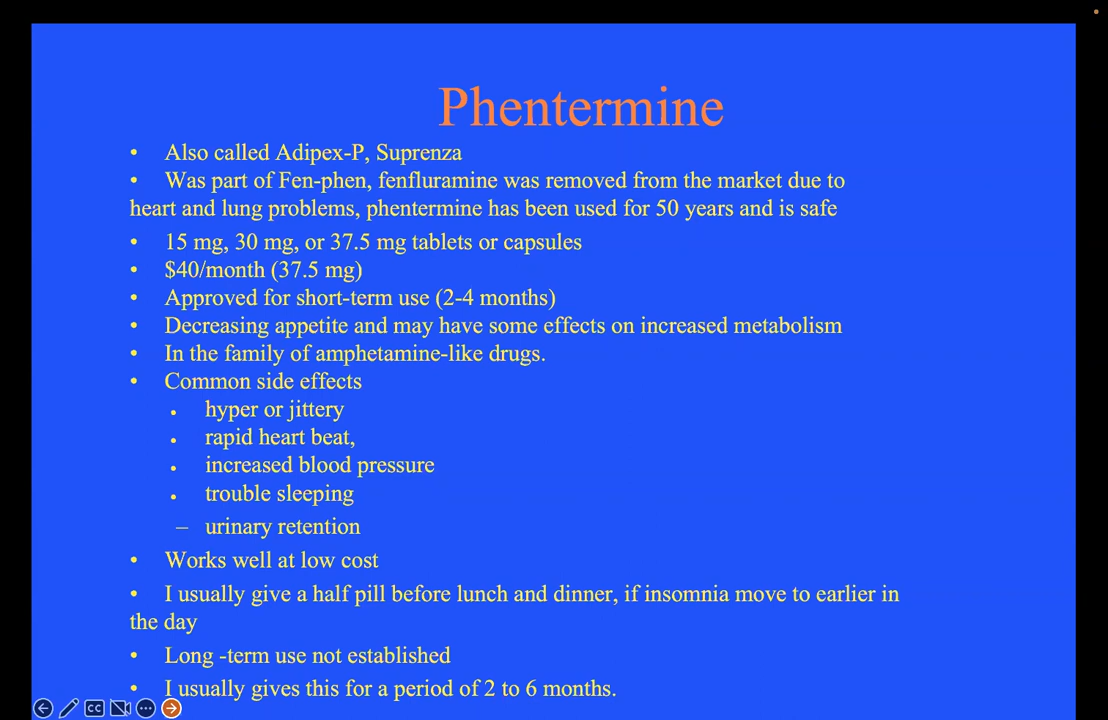 Phentermine
• Also called Adipex-P, Suprenza
• Was part of Fen-phen, fenfluramine was removed from the market due to
heart and lung problems, phentermine has been used for 50 years and is safe
• 15 mg, 30 mg, or 37.5 mg tablets or capsules
• $40/month (37.5 mg)
• Approved for short-term use (2-4 months)
• Decreasing appetite and may have some effects on increased metabolism
• In the family of amphetamine-like drugs.
• Common side effects
• hyper or jittery
• rapid heart beat,
• increased blood pressure
• trouble sleeping
– urinary retention
• Works well at low cost
• I usually give a half pill before lunch and dinner, if insomnia move to earlier in
the day
• Long -term use not established
• I usually gives this for a period of 2 to 6 months.
CC